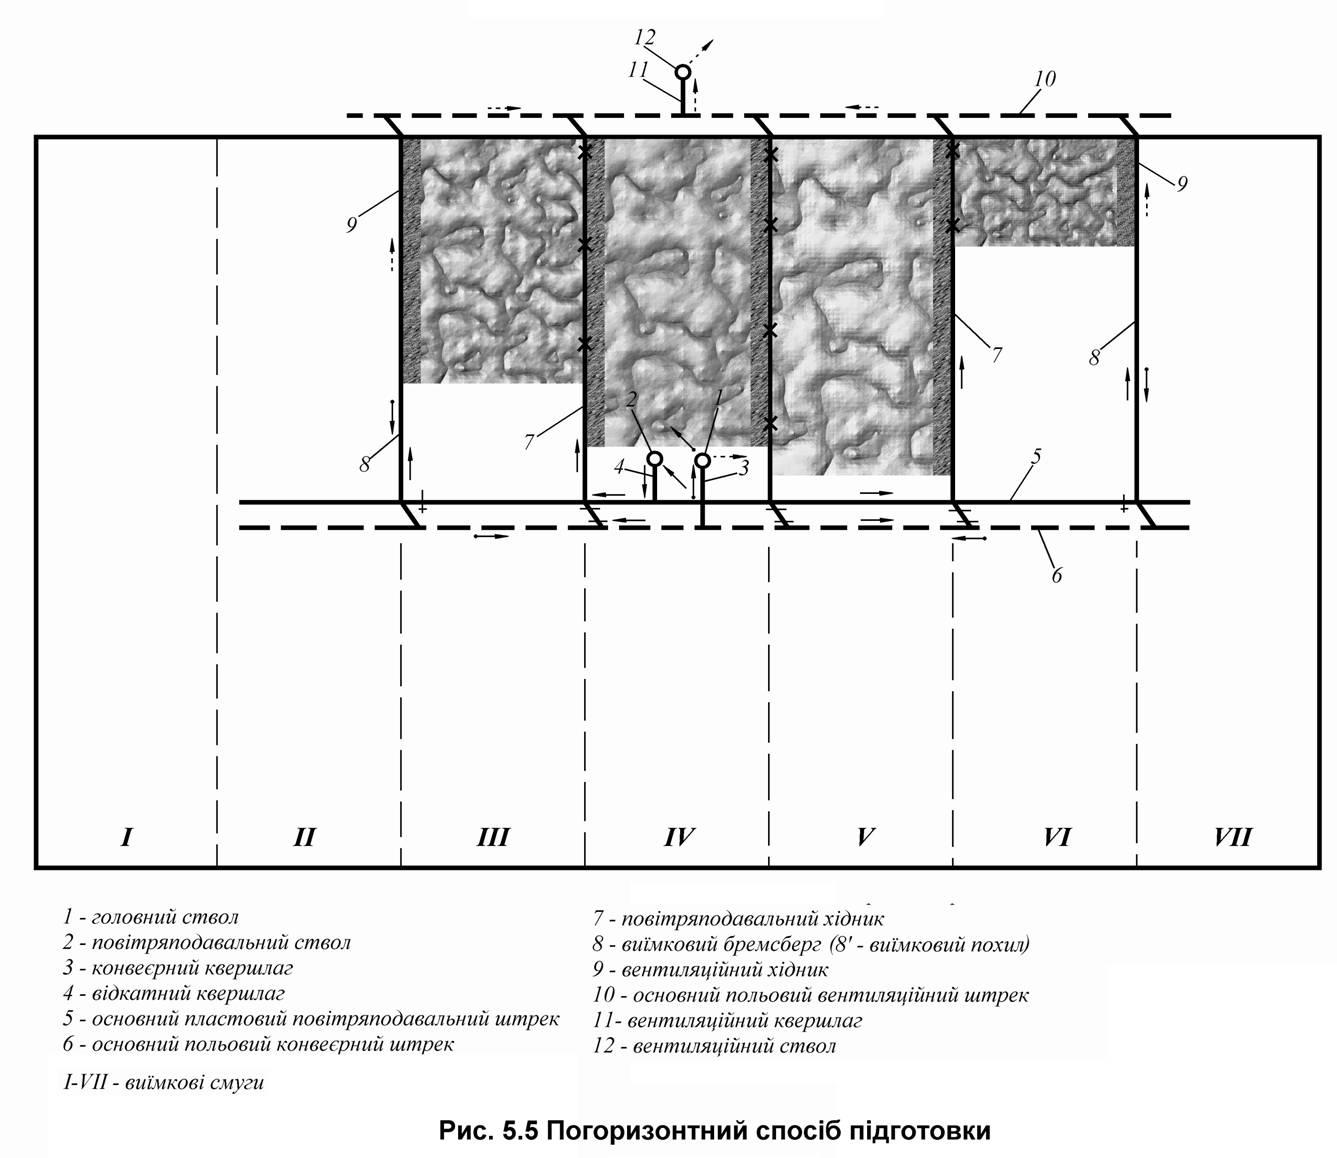 12
11
10
9
9
7
8
2
1
7
8
4
3
5
6
I
II
III
IV
V
VI
VII
1 - головний ствол
2 - повітряподавальний ствол
3 - конвеєрний квершлаг
4 - відкатний квершлаг
5 - основний пластовий повітряподавальний штрек
6 - основний польовий конвеєрний штрек
I-VII - виїмкові смуги
7 - повітряподавальний хідник
8 - виїмковий бремсберг (8' - виїмковий похил)
9 - вентиляційний хідник
10 - основний польовий вентиляційний штрек
11- вентиляційний квершлаг
12 - вентиляційний ствол
Рис. 5.5 Погоризонтний спосіб підготовки